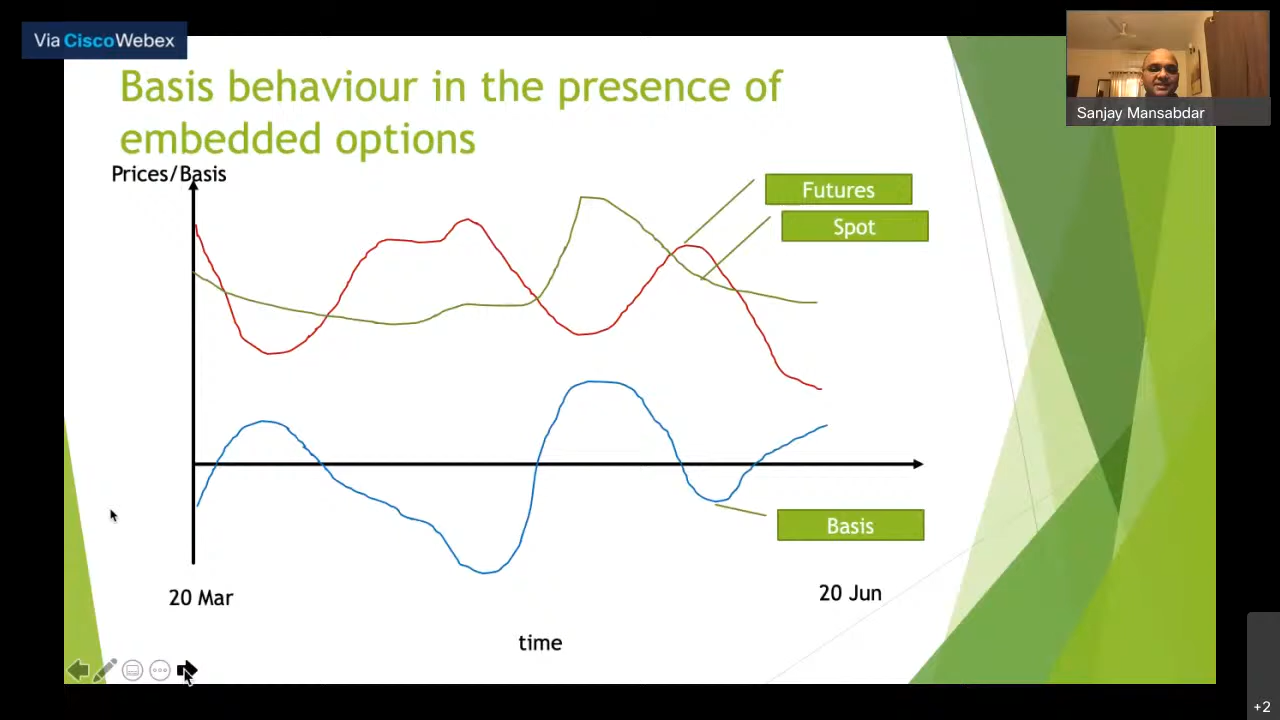 Via CiscoWebex
Sanjay Mansabdar
Basis behaviour in the presence of
embedded options
Prices/Basis
Futures
Spot
Basis
20 Mar
20 Jun
time
+2